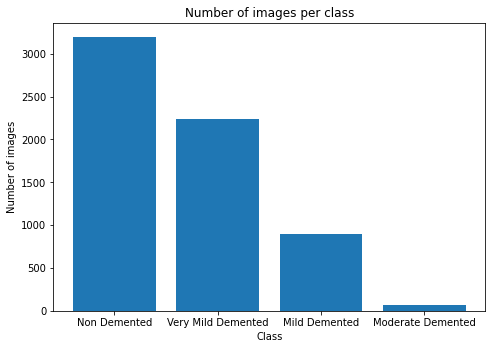 Number of images per class
Number of images
3000
2500
2000
1500
1000
500
0
Non Demented
Very Mild Demented
Mild Demented
Moderate Demented
Class